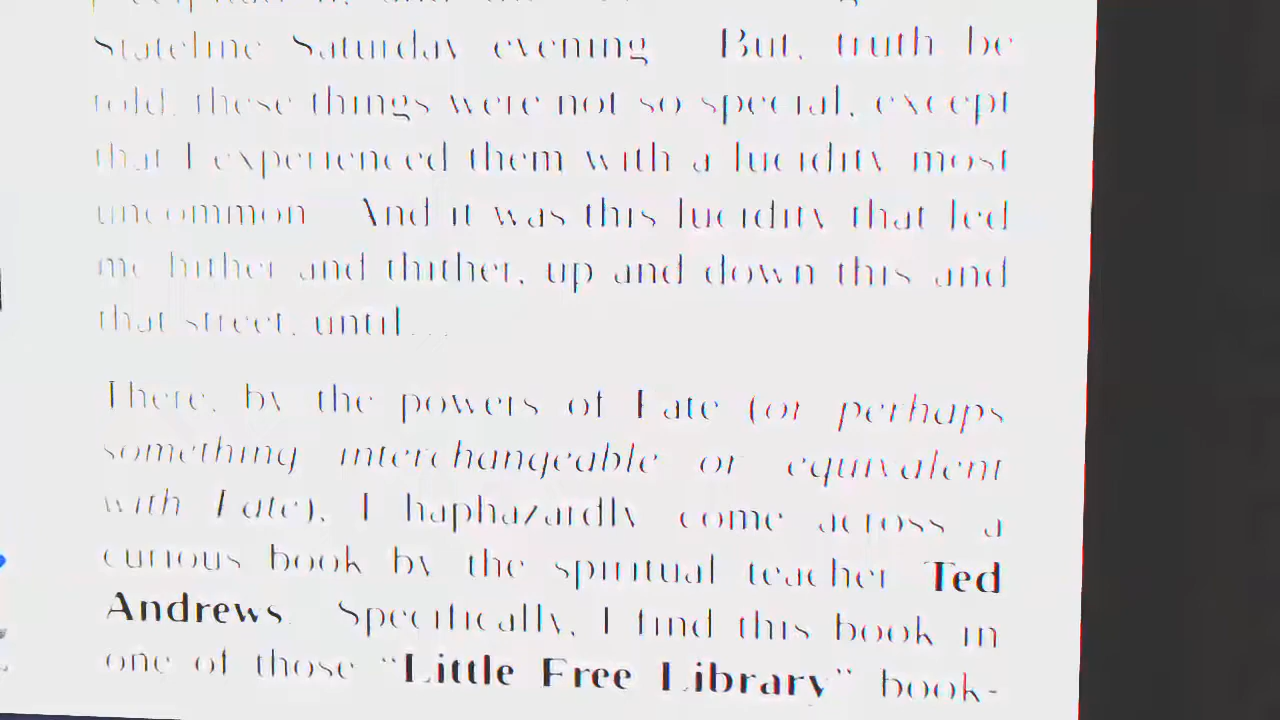 Stateline Saturday evening. But, truth be
told, these things were not so special, except
that I experienced them with a lucidity most
uncommon. And it was this lucidity that led
me hither and thither, up and down this and
that street, until...
There, by the powers of Fate (or perhaps
something interchangeable or equivalent
with Fate), I haphazardly come across a
curious book by the spiritual teacher Ted
Andrews. Specifically, I find this book in
one of those “Little Free Library” book-